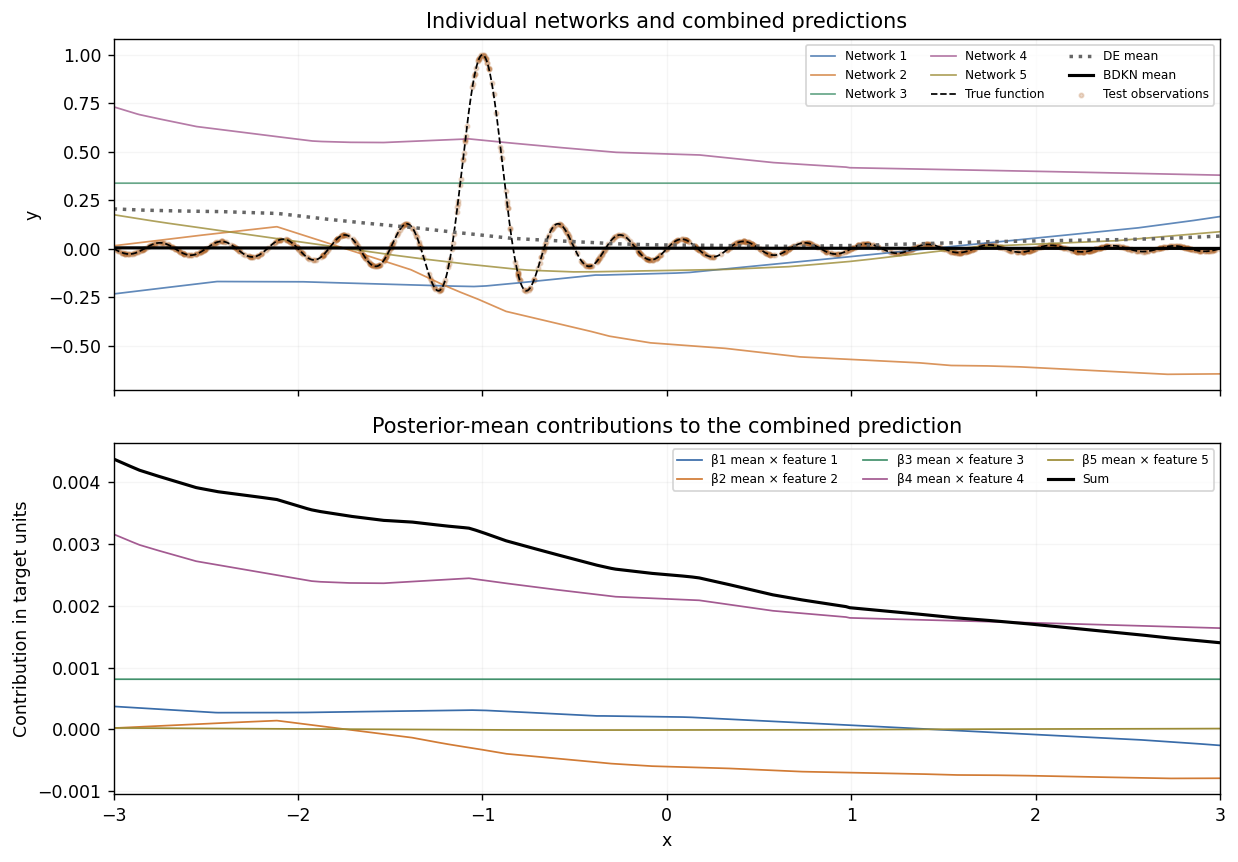 Individual networks and combined predictions
Network 1
Network 2
Network 3
Network 4
Network 5
True function
DE mean
BDKN mean
Test observations
1.00
0.75
0.50
0.25
0.00
−0.25
−0.50
y
Posterior-mean contributions to the combined prediction
β1 mean × feature 1
β2 mean × feature 2
β3 mean × feature 3
β4 mean × feature 4
β5 mean × feature 5
Sum
0.004
0.003
0.002
0.001
0.000
−0.001
Contribution in target units
−3 −2 −1 0 1 2 3
x